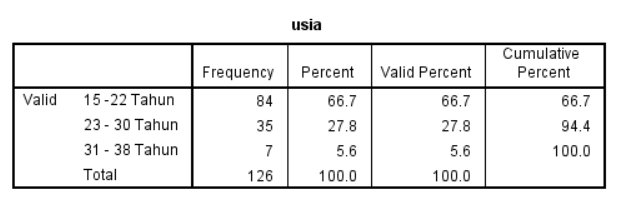 usia
Frequency Percent Valid Percent Cumulative Percent
Valid 15 -22 Tahun 84 66.7 66.7 66.7
23 - 30 Tahun 35 27.8 27.8 94.4
31 - 38 Tahun 7 5.6 5.6 100.0
Total 126 100.0 100.0